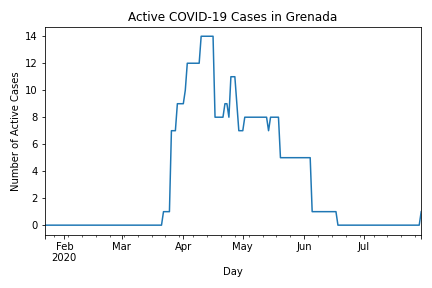 Active COVID-19 Cases in Grenada
Number of Active Cases
14
12
10
8
6
4
2
0
Feb Mar Apr May Jun Jul
2020
Day